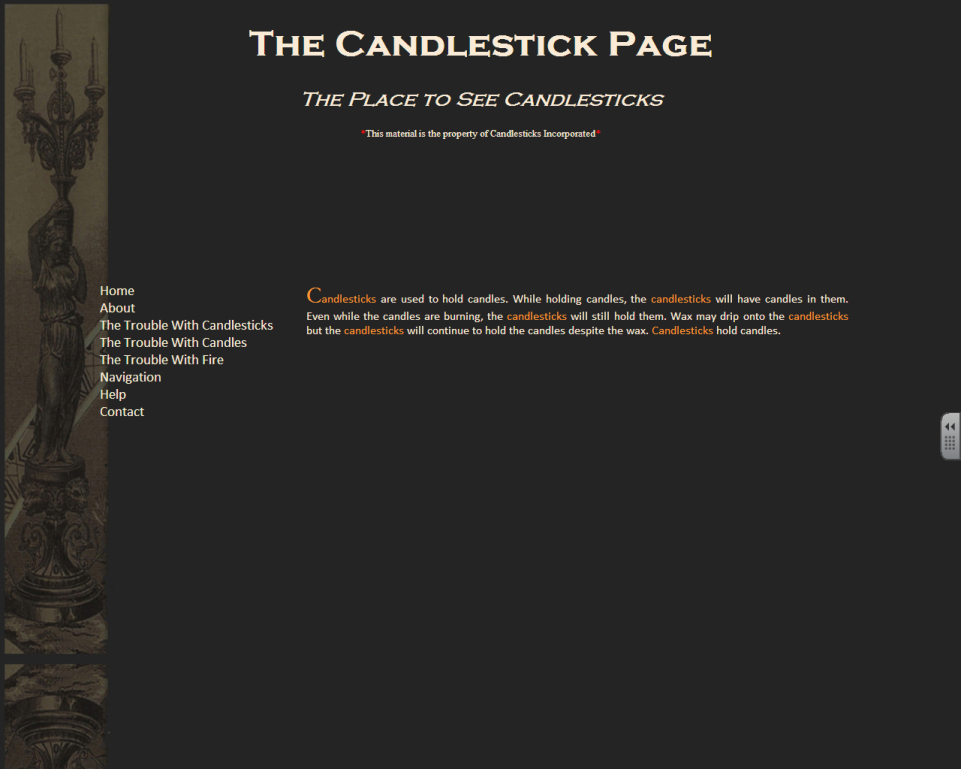 The Candlestick Page
The Place to See Candlesticks
*This material is the property of Candlesticks Incorporated*
Home
About
The Trouble With Candlesticks
The Trouble With Candles
The Trouble With Fire
Navigation
Help
Contact
Candlesticks are used to hold candles. While holding candles, the candlesticks will have candles in them.
Even while the candles are burning, the candlesticks will still hold them. Wax may drip onto the candlesticks
but the candlesticks will continue to hold the candles despite the wax. Candlesticks hold candles.